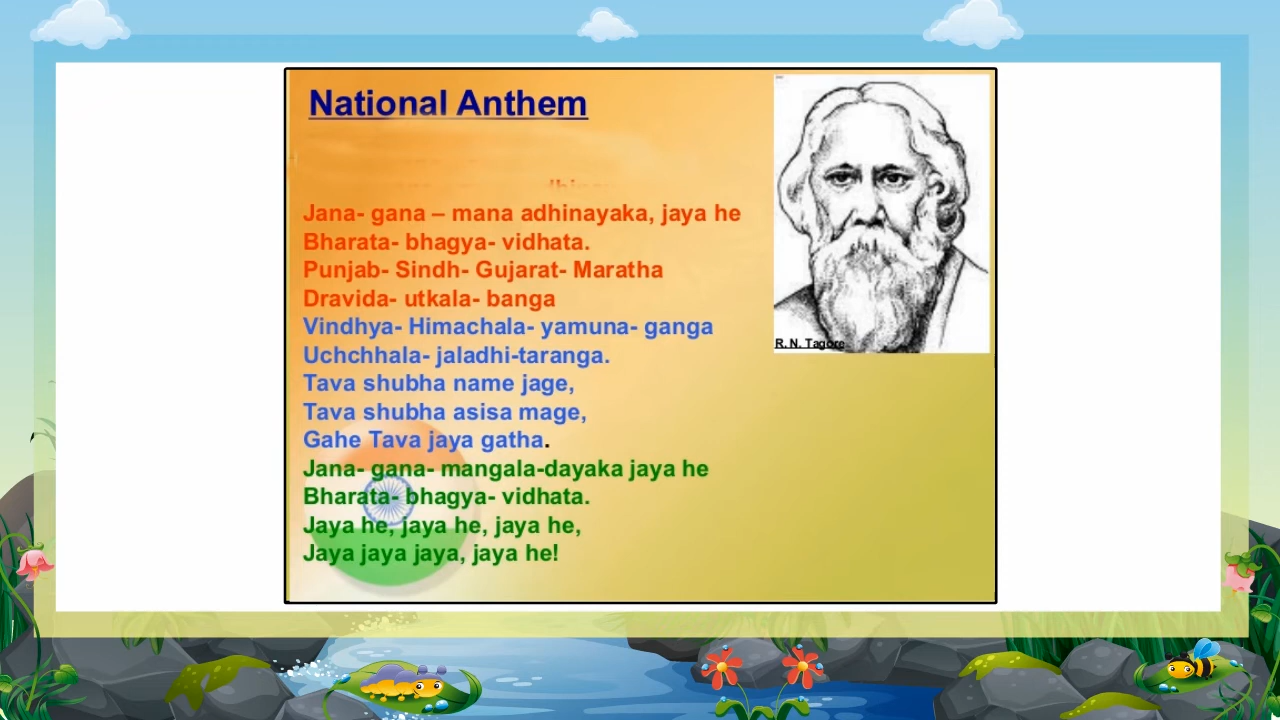 National Anthem
Jana- gana – mana adhinayaka, jaya he
Bharata- bhagya- vidhata.
Punjab- Sindh- Gujarat- Maratha
Dravida- utkala- banga
Vindhya- Himachala- yamuna- ganga
Uchchhala- jaladhi-taranga.
Tava shubha name jage,
Tava shubha asisa mage,
Gahe Tava jaya gatha.
Jana- gana- mangala-dayaka jaya he
Bharata- bhagya- vidhata.
Jaya he, jaya he, jaya he,
Jaya jaya jaya, jaya he!
R. N. Tagore